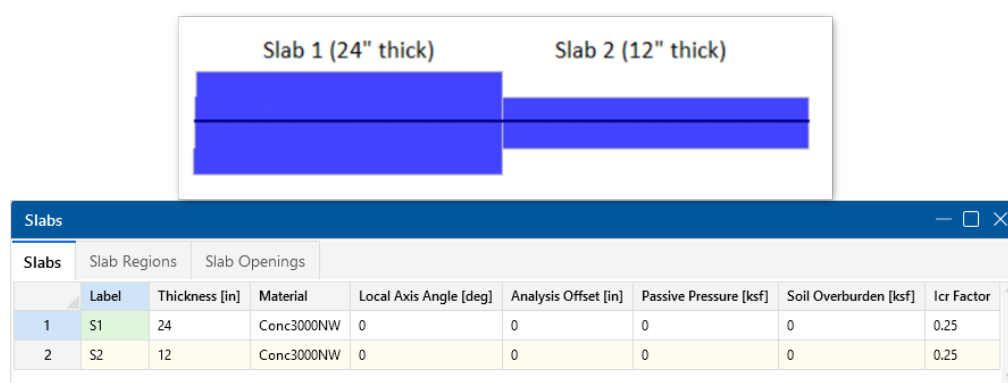 Slab 1 (24" thick) Slab 2 (12" thick)
Slabs
Slabs Slab Regions Slab Openings
Label Thickness [in] Material Local Axis Angle [deg] Analysis Offset [in] Passive Pressure [ksf] Soil Overburden [ksf] Icr Factor
1 S1 24 Conc3000NW 0 0 0 0 0.25
2 S2 12 Conc3000NW 0 0 0 0 0.25